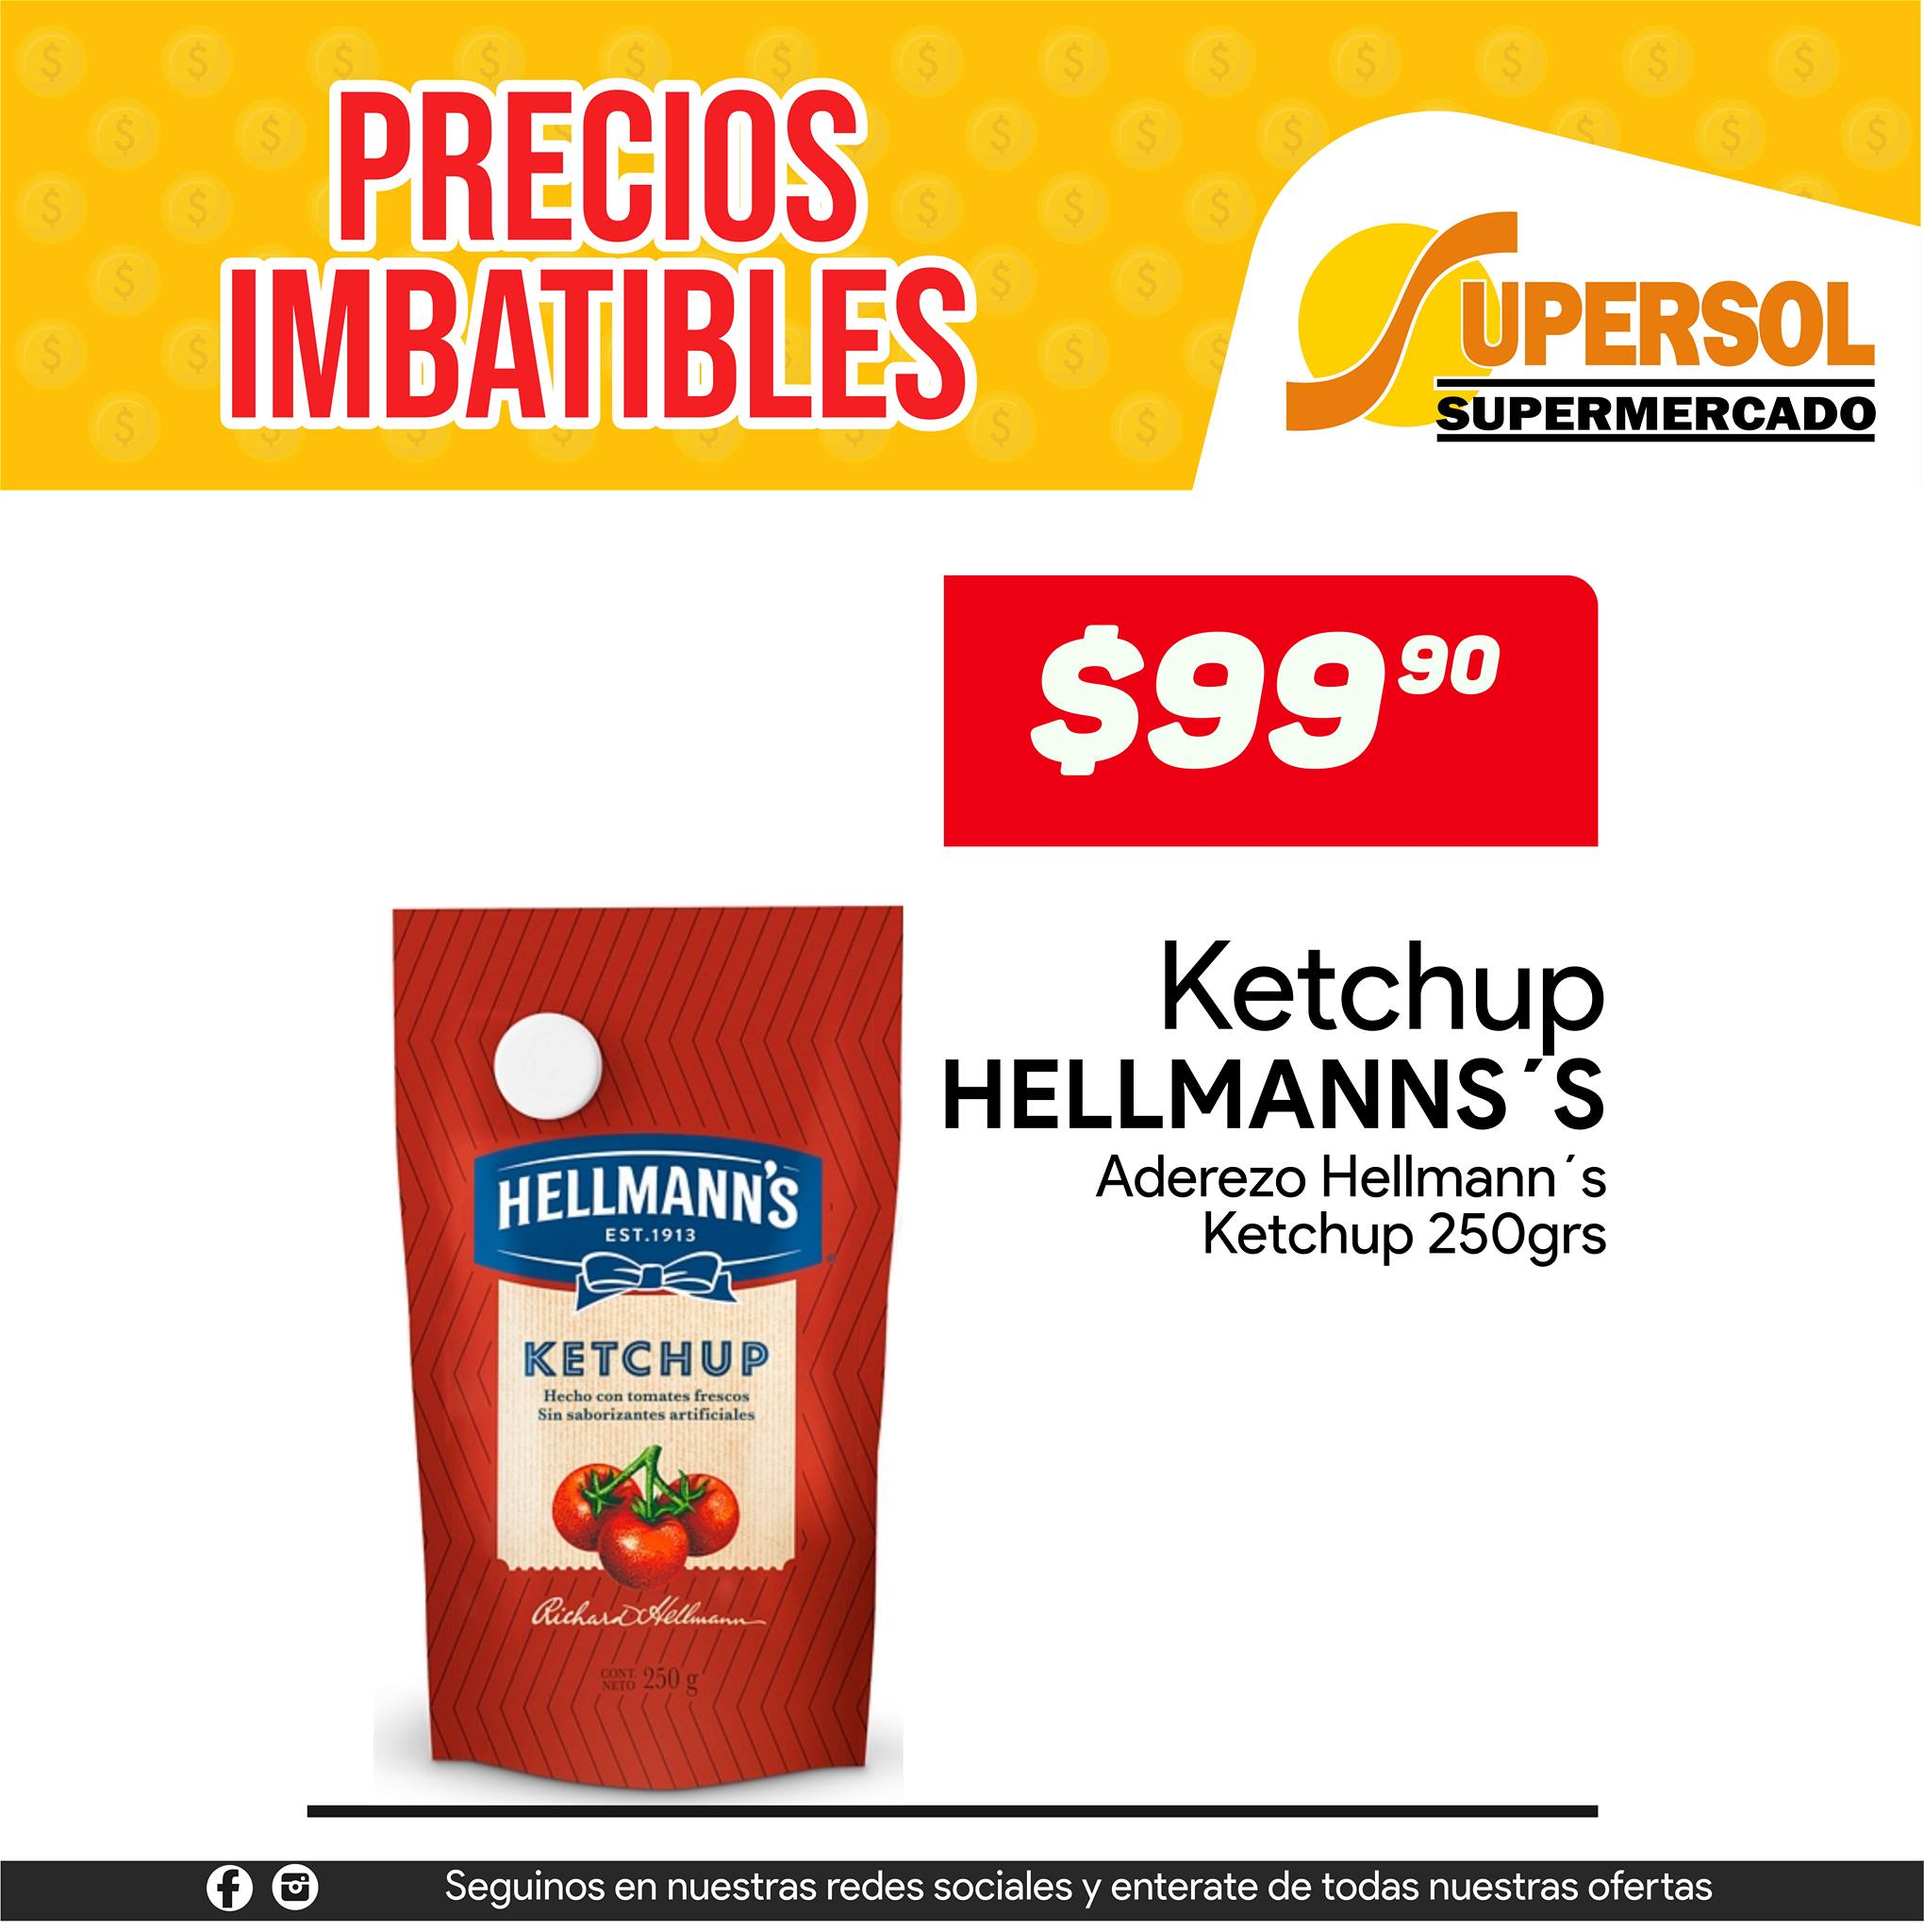 PRECIOS
IMBATIBLES
SUPERSOL
SUPERMERCADO
$99 90
Ketchup
HELLMANNS´S
Aderezo Hellmann´s
Ketchup 250grs
HELLMANN'S
EST.1913
KETCHUP
Hecho con tomates frescos
Sin saborizantes artificiales
Richard Hellmann
CONT. NETO 250 g
Seguinos en nuestras redes sociales y enterate de todas nuestras ofertas